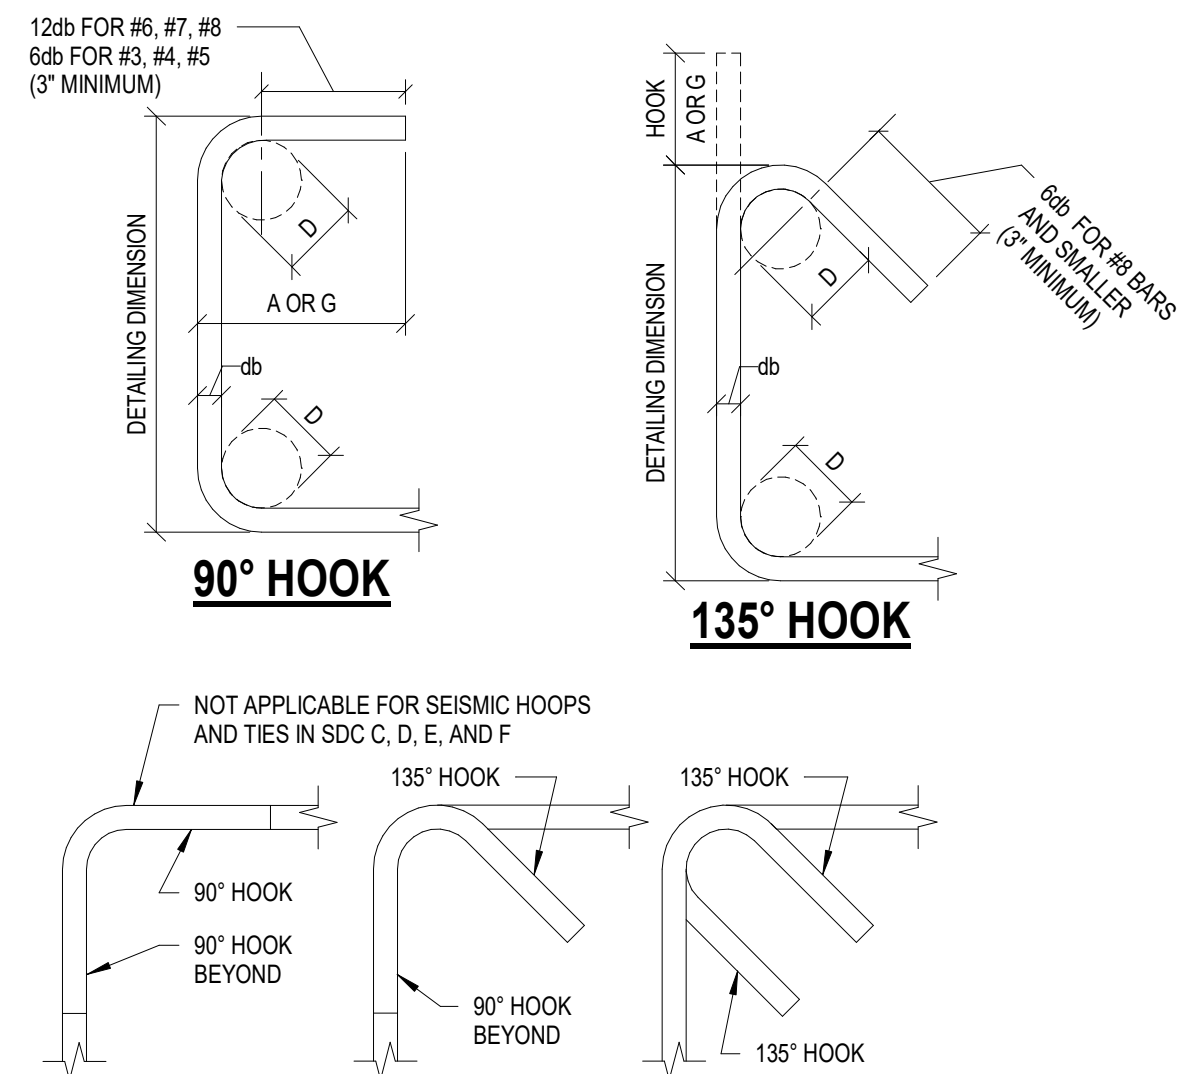 12db FOR #6, #7, #8
6db FOR #3, #4, #5
(3" MINIMUM)
DETAILING DIMENSION
D
A OR G
db
D
90° HOOK
HOOK
A OR G
6db FOR #8 BARS
AND SMALLER
(3" MINIMUM)
D
DETAILING DIMENSION
db
D
135° HOOK
NOT APPLICABLE FOR SEISMIC HOOPS
AND TIES IN SDC C, D, E, AND F
90° HOOK
90° HOOK
BEYOND
135° HOOK
90° HOOK
BEYOND
135° HOOK
135° HOOK